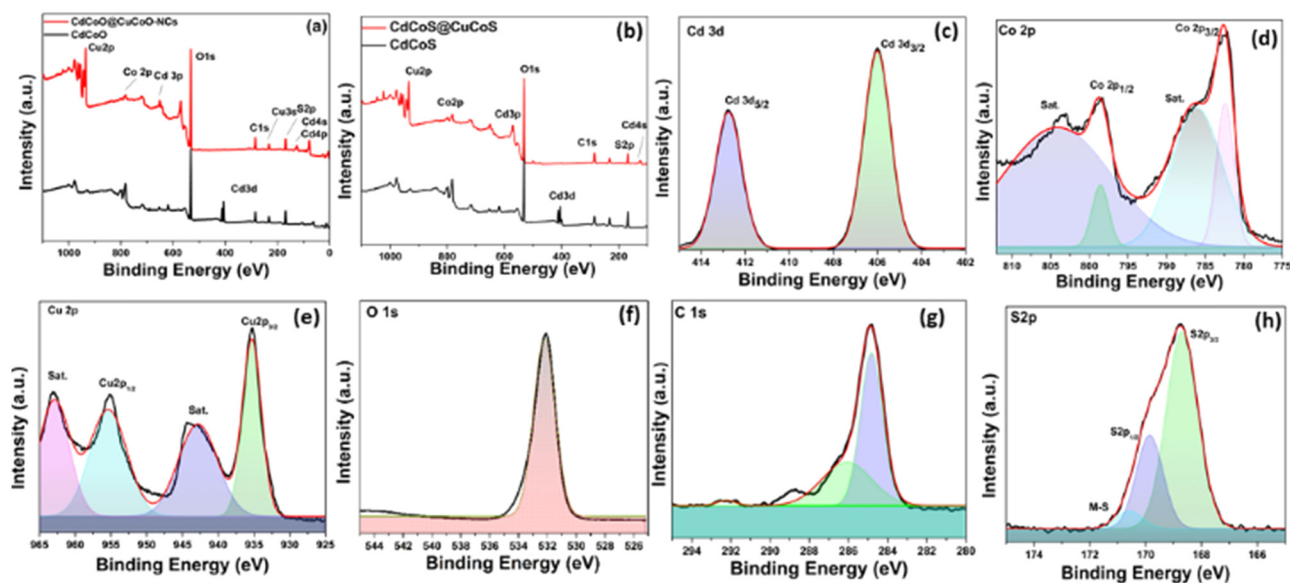 CdCoO@CuCoO-NCs
CdCoO
(a)
Cu2p
O1s
Co 2p
Cd 3p
Cu3s
S2p
C1s
Cd4s
Cd4p
Cd3d
Intensity (a.u.)
1000 800 600 400 200 0
Binding Energy (eV)
(b)
CdCoS@CuCoS
CdCoS
O1s
Cu2p
Co2p
Cd3p
C1s
Cd4s
S2p
Cd3d
Intensity (a.u.)
1000 800 600 400 200
Binding Energy (eV)
Cd 3d
(c)
Cd 3d3/2
Cd 3d5/2
Intensity (a.u.)
414 412 410 408 406 404 402
Binding Energy (eV)
Co 2p
(d)
Co 2p3/2
Co 2p1/2
Sat.
Sat.
Intensity (a.u.)
810 805 800 795 790 785 780 775
Binding Energy (eV)
Cu 2p
(e)
Cu2p3/2
Sat.
Cu2p1/2
Sat.
Intensity (a.u.)
965 960 955 950 945 940 935 930 925
Binding Energy (eV)
O 1s
(f)
Intensity (a.u.)
544 542 540 538 536 534 532 530 528 526
Binding Energy (eV)
C 1s
(g)
Intensity (a.u.)
294 292 290 288 286 284 282 280
Binding Energy (eV)
S2p
(h)
S2p3/2
S2p1/2
M-S
Intensity (a.u.)
174 172 170 168 166
Binding Energy (eV)